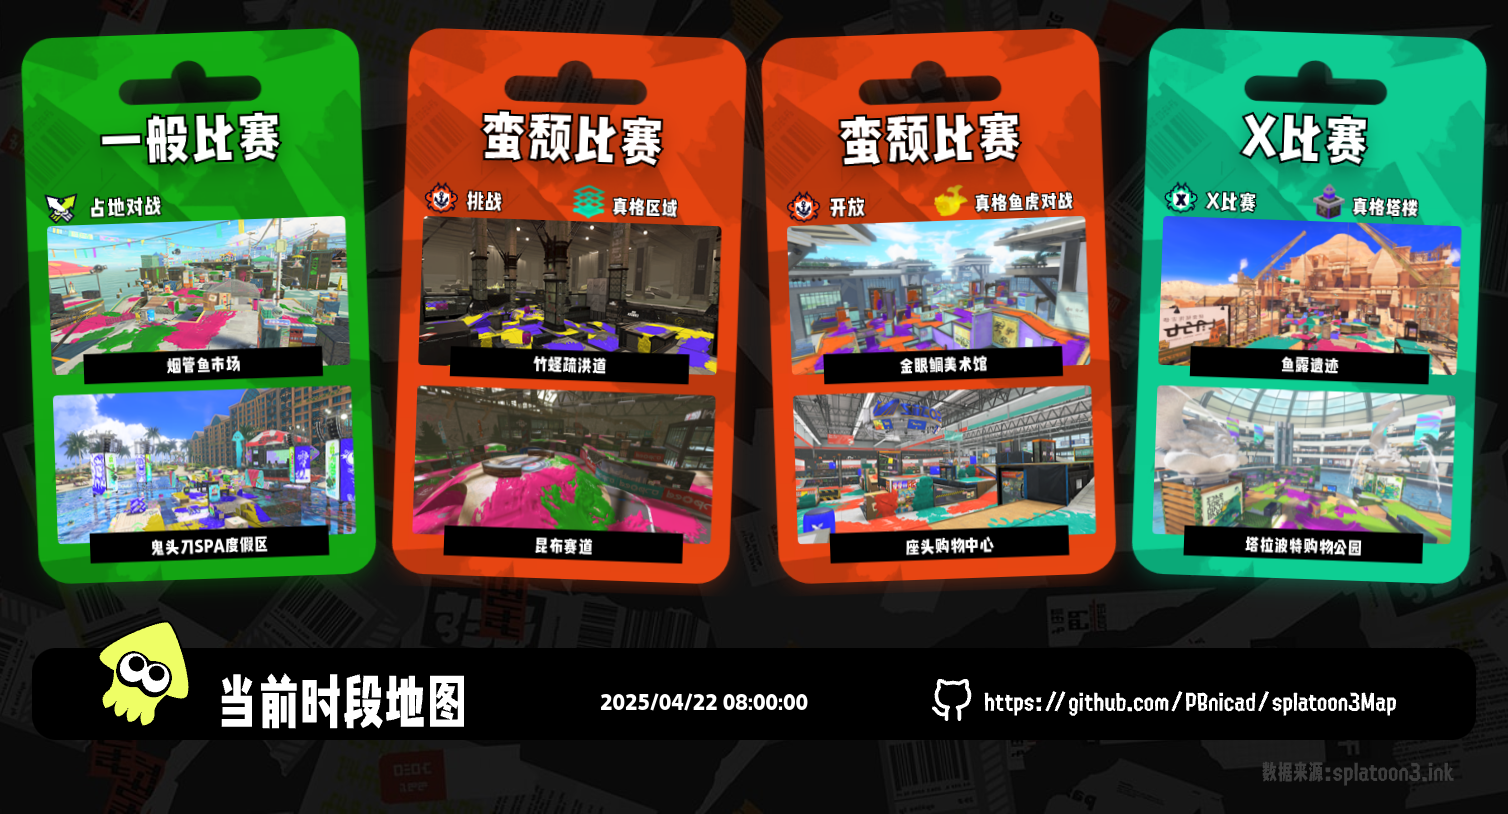 一般比赛
占地对战
烟管鱼市场
鬼头刀SPA度假区
蛮颓比赛
挑战
真格区域
竹蛏疏洪道
昆布赛道
蛮颓比赛
开放
真格鱼虎对战
金眼鲷美术馆
座头购物中心
X比赛
X比赛
真格塔楼
鱼露遗迹
塔拉波特购物公园
当前时段地图
2025/04/22 08:00:00
https://github.com/PBnicad/splatoon3Map
数据来源:splatoon3.ink